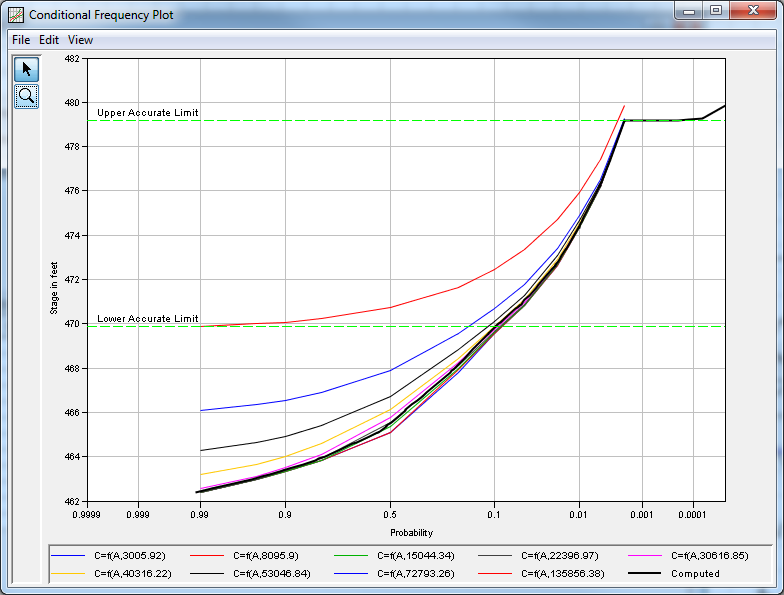 Conditional Frequency Plot
File Edit View
482
480
Upper Accurate Limit
478
476
474
472
Stage in feet
470
Lower Accurate Limit
468
466
464
462
0.9999 0.999 0.99 0.9 0.5 0.1 0.01 0.001 0.0001
Probability
C=f(A,3005.92) C=f(A,8095.9) C=f(A,15044.34) C=f(A,22396.97) C=f(A,30616.85)
C=f(A,40316.22) C=f(A,53046.84) C=f(A,72793.26) C=f(A,135856.38) Computed